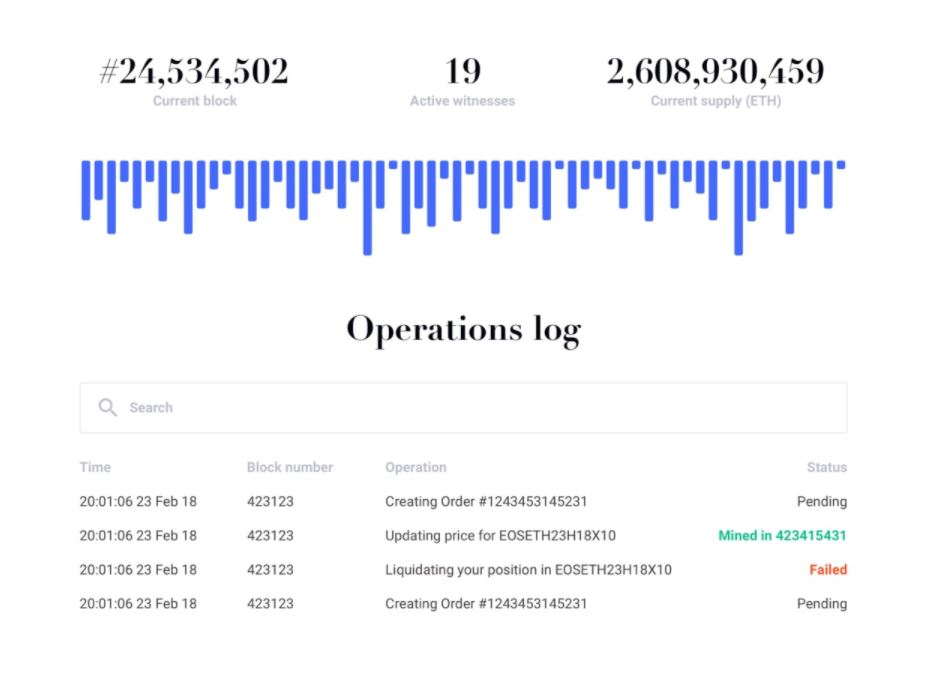 #24,534,502 19 2,608,930,459
Current block Active witnesses Current supply (ETH)
Operations log
Search
Time Block number Operation Status
20:01:06 23 Feb 18 423123 Creating Order #1243453145231 Pending
20:01:06 23 Feb 18 423123 Updating price for EOSETH23H18X10 Mined in 423415431
20:01:06 23 Feb 18 423123 Liquidating your position in EOSETH23H18X10 Failed
20:01:06 23 Feb 18 423123 Creating Order #1243453145231 Pending